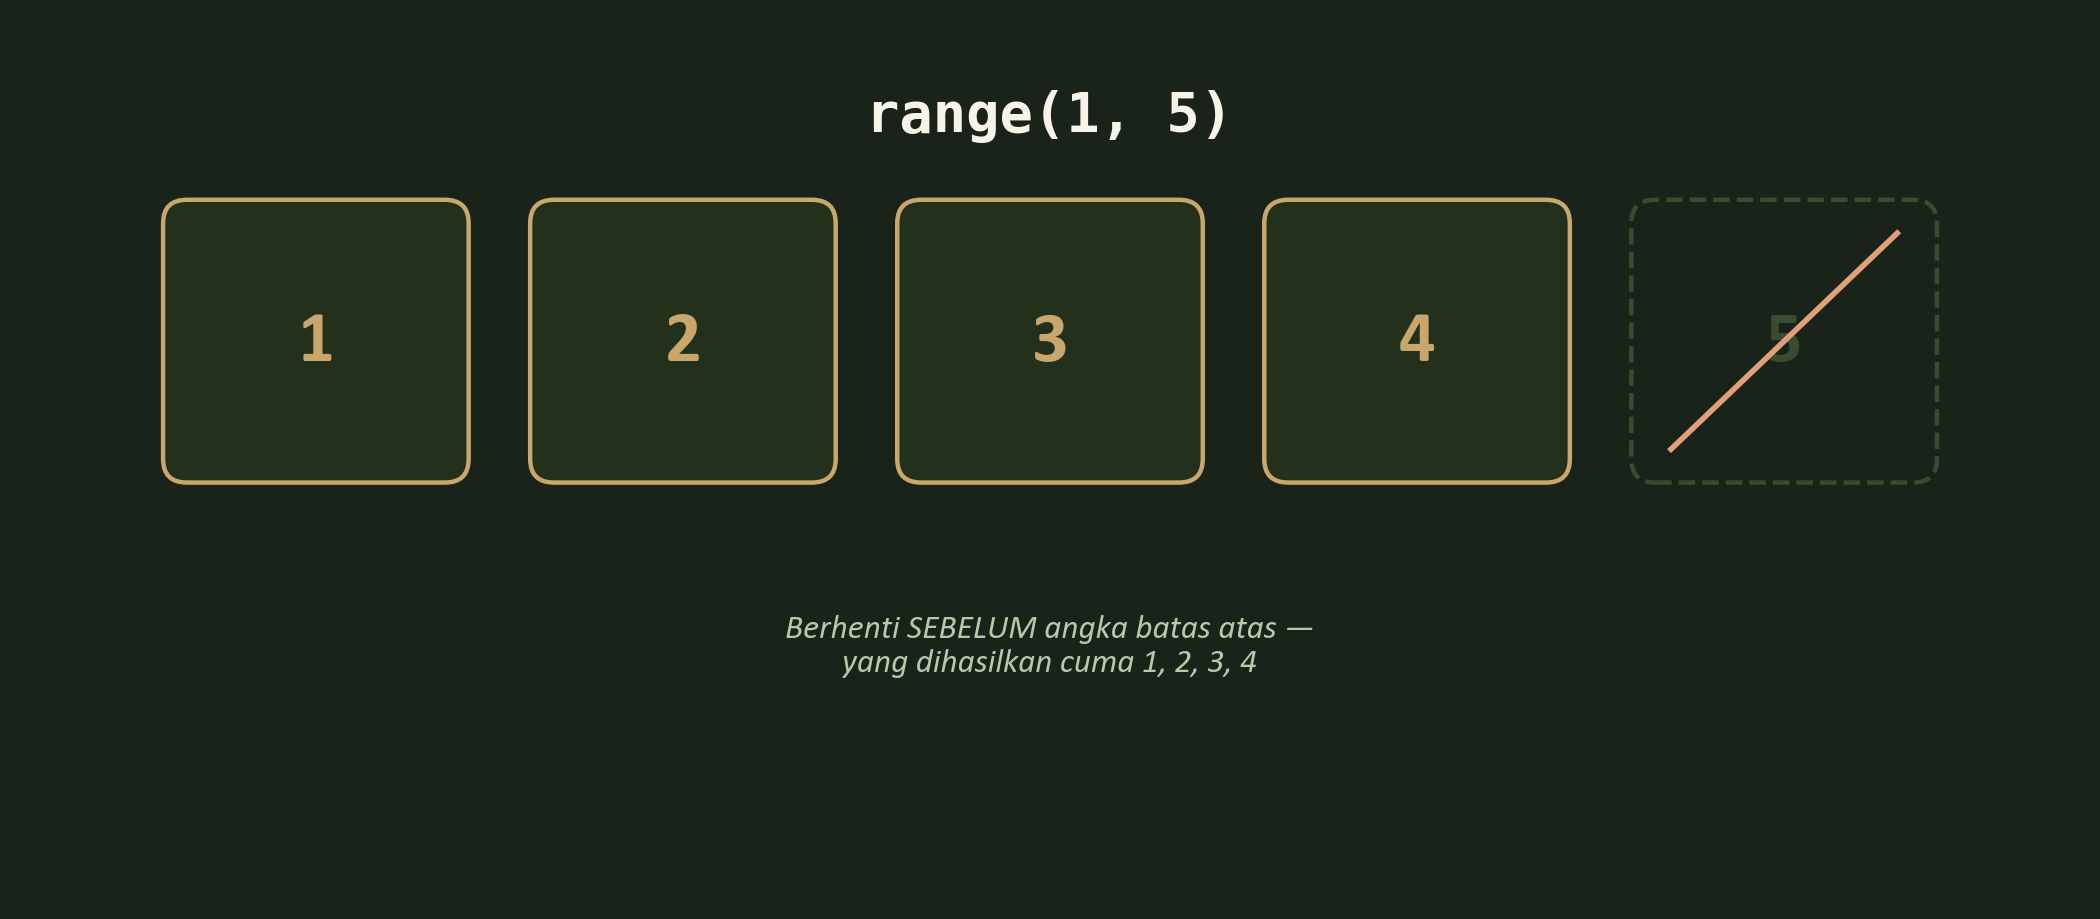 range(1, 5)
1 2 3 4 5
Berhenti SEBELUM angka batas atas —
yang dihasilkan cuma 1, 2, 3, 4